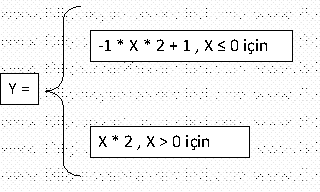 -1 * X * 2 + 1 , X ≤ 0 için
Y =
X * 2 , X > 0 için